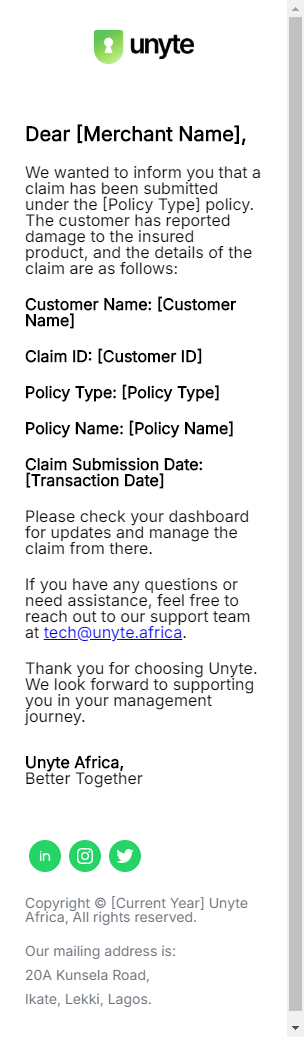 unyte
Dear [Merchant Name],
We wanted to inform you that a
claim has been submitted
under the [Policy Type] policy.
The customer has reported
damage to the insured
product, and the details of the
claim are as follows:
Customer Name: [Customer
Name]
Claim ID: [Customer ID]
Policy Type: [Policy Type]
Policy Name: [Policy Name]
Claim Submission Date:
[Transaction Date]
Please check your dashboard
for updates and manage the
claim from there.
If you have any questions or
need assistance, feel free to
reach out to our support team
at tech@unyte.africa.
Thank you for choosing Unyte.
We look forward to supporting
you in your management
journey.
Unyte Africa,
Better Together
in
Copyright © [Current Year] Unyte
Africa, All rights reserved.
Our mailing address is:
20A Kunsela Road,
Ikate, Lekki, Lagos.